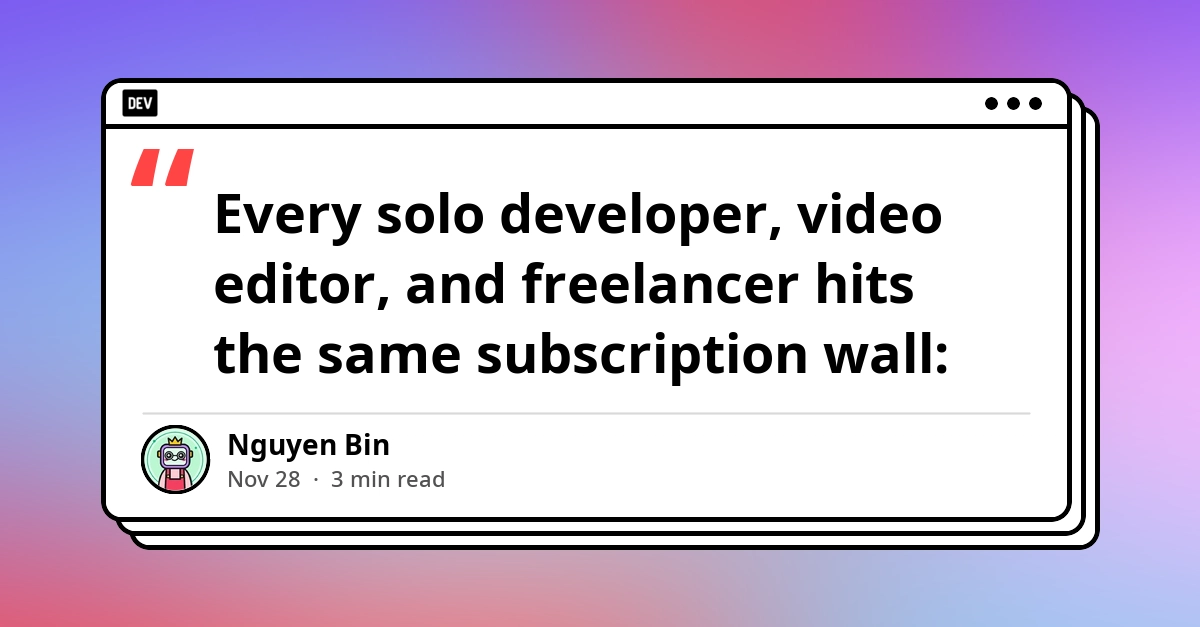 DEV
“
Every solo developer, video
editor, and freelancer hits
the same subscription wall:
Nguyen Bin
Nov 28 · 3 min read